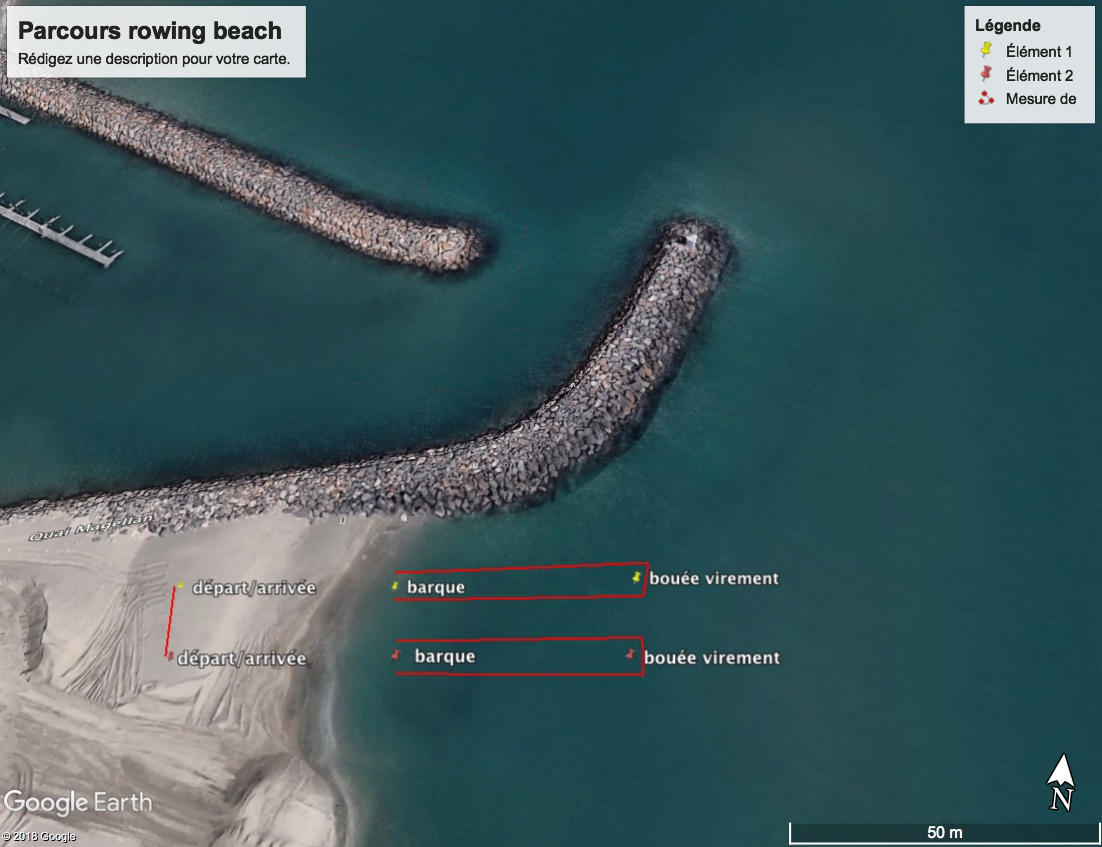 Parcours rowing beach
Rédigez une description pour votre carte.
Légende
Élément 1
Élément 2
Mesure de
Quai Magellan
départ/arrivée
barque
bouée virement
départ/arrivée
barque
bouée virement
Google Earth
N
© 2018 Google
50 m